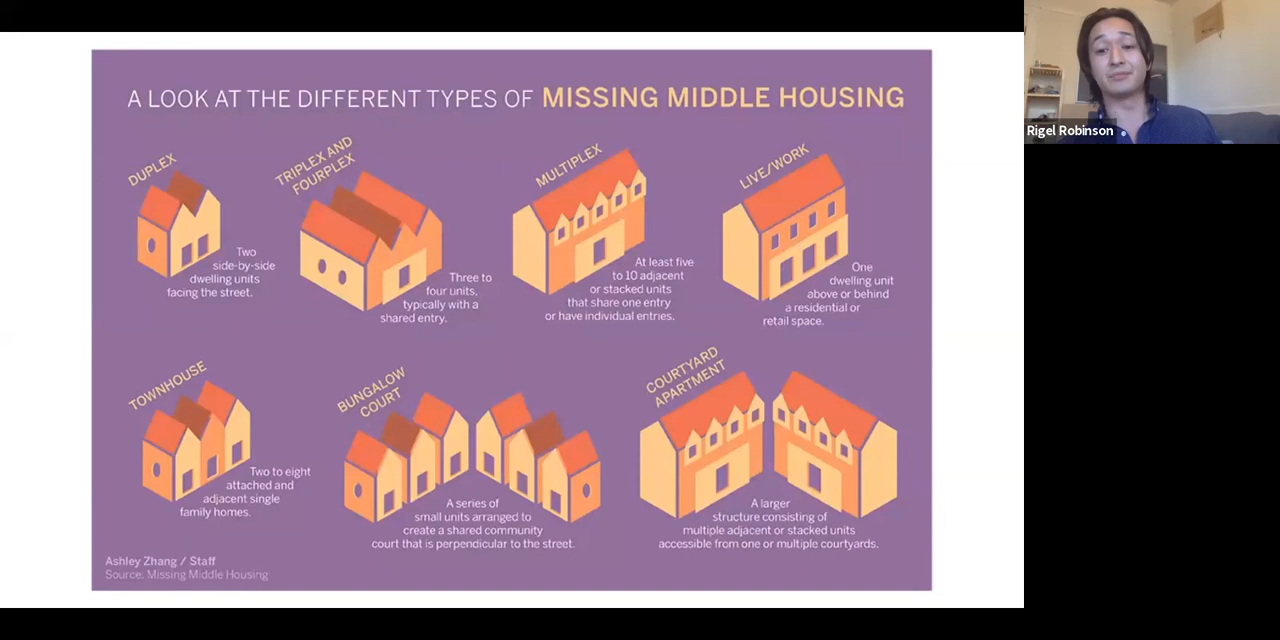 A LOOK AT THE DIFFERENT TYPES OF MISSING MIDDLE HOUSING
DUPLEX
Two
side-by-side
dwelling units
facing the street.
TRIPLEX AND
FOURPLEX
Three to
four units,
typically with a
shared entry.
MULTIPLEX
At least five
to 10 adjacent
or stacked units
that share one entry
or have individual entries.
LIVE/WORK
One
dwelling unit
above or behind
a residential or
retail space.
TOWNHOUSE
Two to eight
attached and
adjacent single
family homes.
BUNGALOW
COURT
A series of
small units arranged to
create a shared community
court that is perpendicular to the street.
COURTYARD
APARTMENT
A larger
structure consisting of
multiple adjacent or stacked units
accessible from one or multiple courtyards.
Ashley Zhang / Staff
Source: Missing Middle Housing
Rigel Robinson